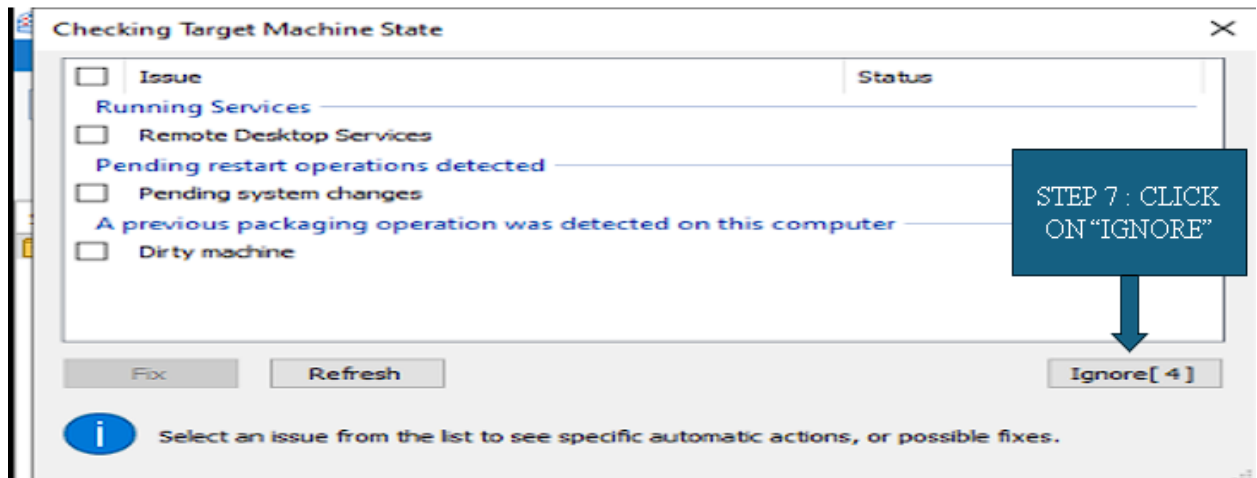 Checking Target Machine State
Issue Status
Running Services
Remote Desktop Services
Pending restart operations detected
Pending system changes
A previous packaging operation was detected on this computer
Dirty machine
STEP 7 : CLICK
ON “IGNORE”
Fix Refresh Ignore[ 4 ]
Select an issue from the list to see specific automatic actions, or possible fixes.